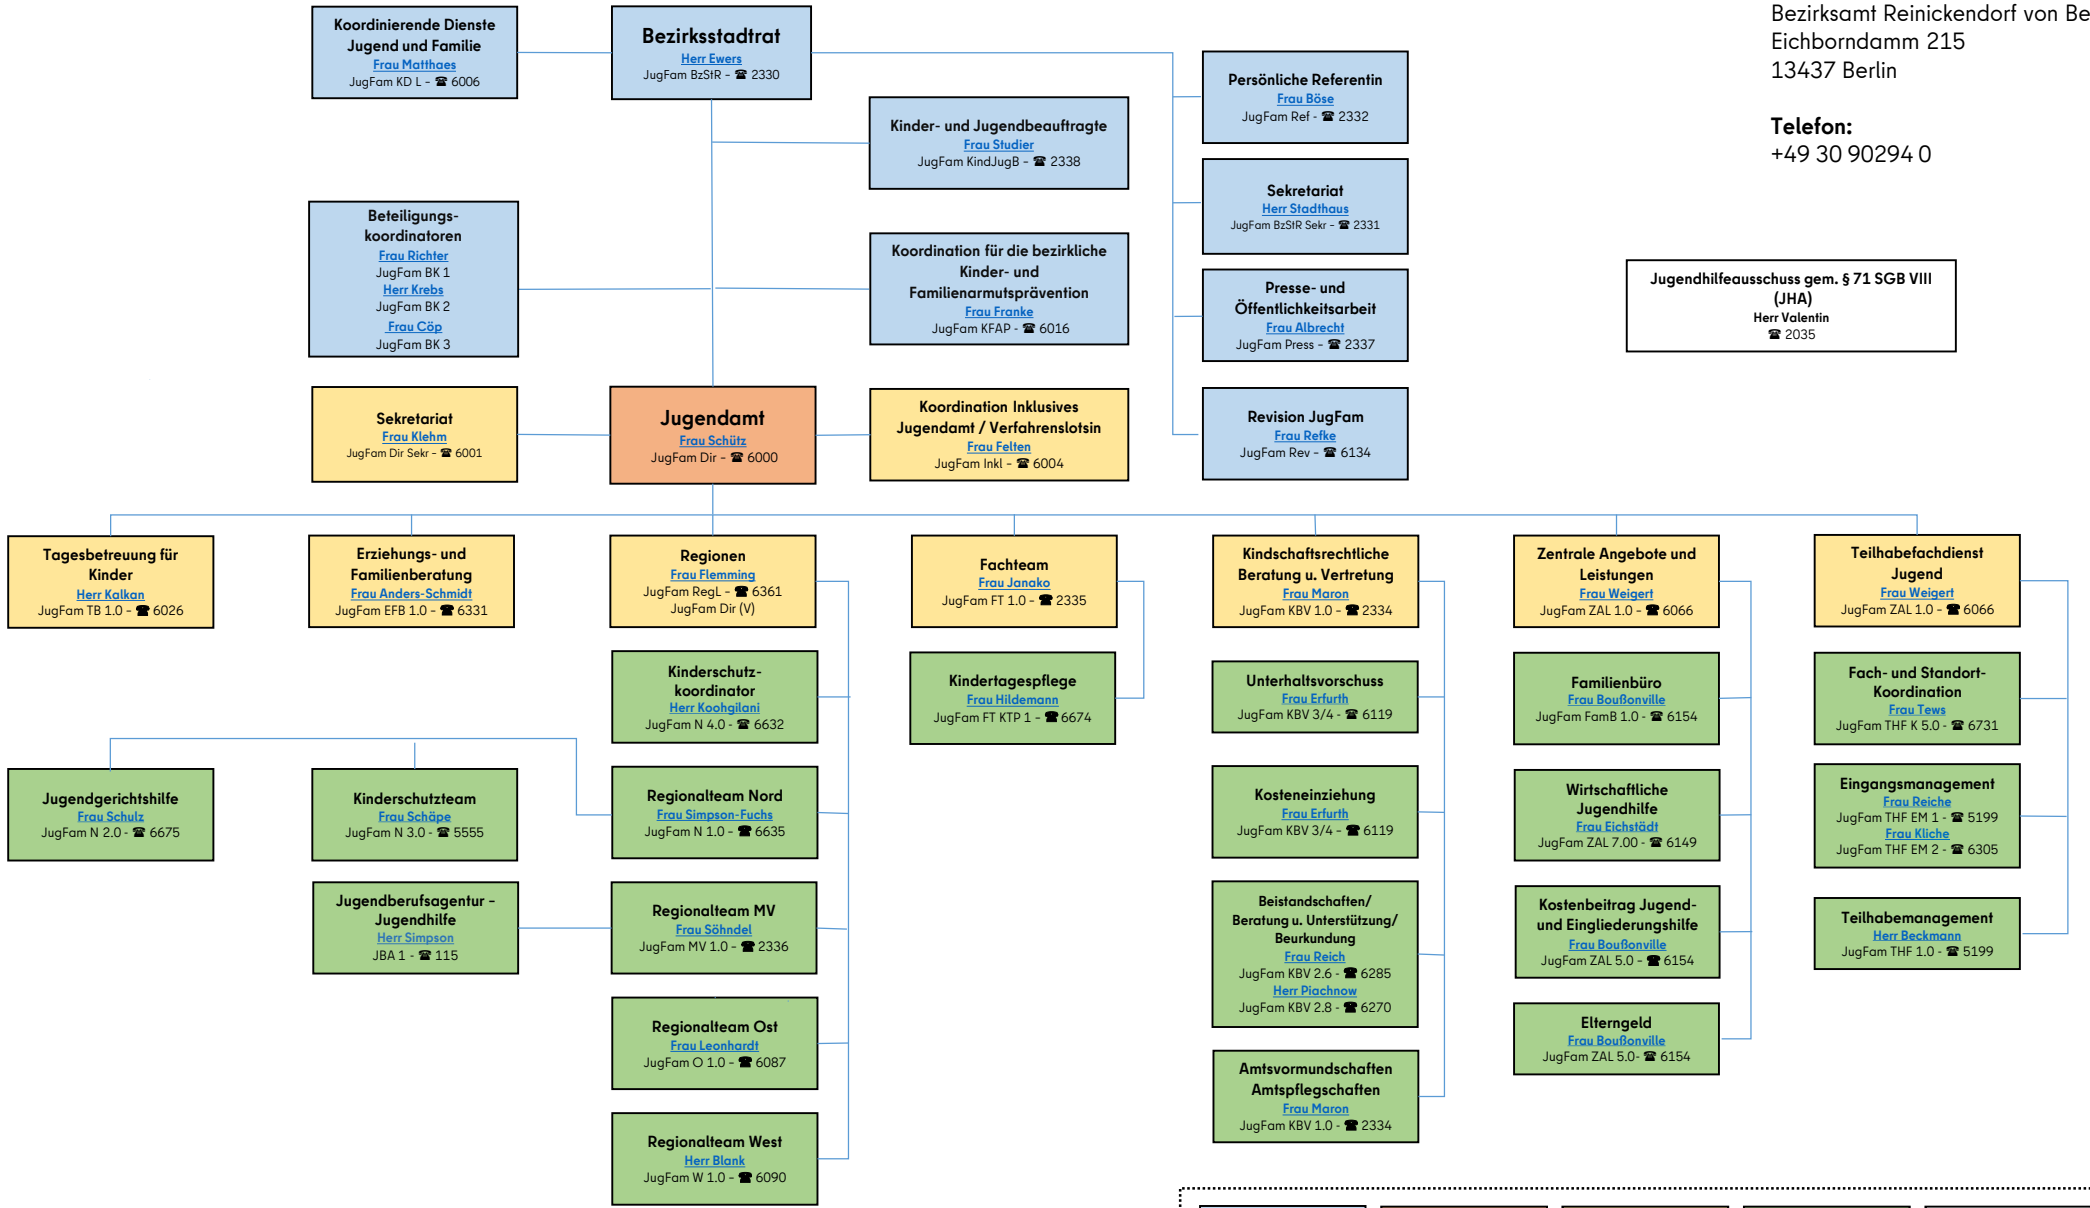 Koordinierende Dienste
Jugend und Familie
Frau Matthaes
JugFam KD L - ☎ 6006
Bezirksstadtrat
Herr Ewers
JugFam BzStR - ☎ 2330
Bezirksamt Reinickendorf von Be
Eichborndamm 215
13437 Berlin
Telefon:
+49 30 90294 0
Persönliche Referentin
Frau Böse
JugFam Ref - ☎ 2332
Kinder- und Jugendbeauftragte
Frau Studier
JugFam KindJugB - ☎ 2338
Sekretariat
Herr Stadthaus
JugFam BzStR Sekr - ☎ 2331
Beteiligungs-
koordinatoren
Frau Richter
JugFam BK 1
Herr Krebs
JugFam BK 2
Frau Cöp
JugFam BK 3
Koordination für die bezirkliche
Kinder- und
Familienarmutsprävention
Frau Franke
JugFam KFAP - ☎ 6016
Presse- und
Öffentlichkeitsarbeit
Frau Albrecht
JugFam Press - ☎ 2337
Jugendhilfeausschuss gem. § 71 SGB VIII
(JHA)
Herr Valentin
☎ 2035
Sekretariat
Frau Klehm
JugFam Dir Sekr - ☎ 6001
Jugendamt
Frau Schütz
JugFam Dir - ☎ 6000
Koordination Inklusives
Jugendamt / Verfahrenslotsin
Frau Felten
JugFam Inkl - ☎ 6004
Revision JugFam
Frau Refke
JugFam Rev - ☎ 6134
Tagesbetreuung für
Kinder
Herr Kalkan
JugFam TB 1.0 - ☎ 6026
Erziehungs- und
Familienberatung
Frau Anders-Schmidt
JugFam EFB 1.0 - ☎ 6331
Regionen
Frau Flemming
JugFam RegL - ☎ 6361
JugFam Dir (V)
Fachteam
Frau Janako
JugFam FT 1.0 - ☎ 2335
Kindschaftsrechtliche
Beratung u. Vertretung
Frau Maron
JugFam KBV 1.0 - ☎ 2334
Zentrale Angebote und
Leistungen
Frau Weigert
JugFam ZAL 1.0 - ☎ 6066
Teilhabefachdienst
Jugend
Frau Weigert
JugFam ZAL 1.0 - ☎ 6066
Kinderschutz-
koordinator
Herr Koohgilani
JugFam N 4.0 - ☎ 6632
Kindertagespflege
Frau Hildemann
JugFam FT KTP 1 - ☎ 6674
Unterhaltsvorschuss
Frau Erfurth
JugFam KBV 3/4 - ☎ 6119
Familienbüro
Frau Boußonville
JugFam FamB 1.0 - ☎ 6154
Fach- und Standort-
Koordination
Frau Tews
JugFam THF K 5.0 - ☎ 6731
Jugendgerichtshilfe
Frau Schulz
JugFam N 2.0 - ☎ 6675
Kinderschutzteam
Frau Schäpe
JugFam N 3.0 - ☎ 5555
Regionalteam Nord
Frau Simpson-Fuchs
JugFam N 1.0 - ☎ 6635
Kosteneinziehung
Frau Erfurth
JugFam KBV 3/4 - ☎ 6119
Wirtschaftliche
Jugendhilfe
Frau Eichstädt
JugFam ZAL 7.00 - ☎ 6149
Eingangsmanagement
Frau Reiche
JugFam THF EM 1 - ☎ 5199
Frau Kliche
JugFam THF EM 2 - ☎ 6305
Jugendberufsagentur -
Jugendhilfe
Herr Simpson
JBA 1 - ☎ 115
Regionalteam MV
Frau Söhndel
JugFam MV 1.0 - ☎ 2336
Beistandschaften/
Beratung u. Unterstützung/
Beurkundung
Frau Reich
JugFam KBV 2.6 - ☎ 6285
Herr Piachnow
JugFam KBV 2.8 - ☎ 6270
Kostenbeitrag Jugend-
und Eingliederungshilfe
Frau Boußonville
JugFam ZAL 5.0 - ☎ 6154
Teilhabemanagement
Herr Beckmann
JugFam THF 1.0 - ☎ 5199
Regionalteam Ost
Frau Leonhardt
JugFam O 1.0 - ☎ 6087
Elterngeld
Frau Boußonville
JugFam ZAL 5.0- ☎ 6154
Amtsvormundschaften
Amtspflegschaften
Frau Maron
JugFam KBV 1.0 - ☎ 2334
Regionalteam West
Herr Blank
JugFam W 1.0 - ☎ 6090